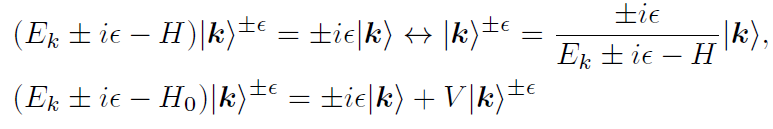 (E_k ± iϵ − H)|𝒌⟩^{±ϵ} = ±iϵ|𝒌⟩ ↔ |𝒌⟩^{±ϵ} = \frac{±iϵ}{E_k ± iϵ − H}|𝒌⟩,
(E_k ± iϵ − H_0)|𝒌⟩^{±ϵ} = ±iϵ|𝒌⟩ + V|𝒌⟩^{±ϵ}